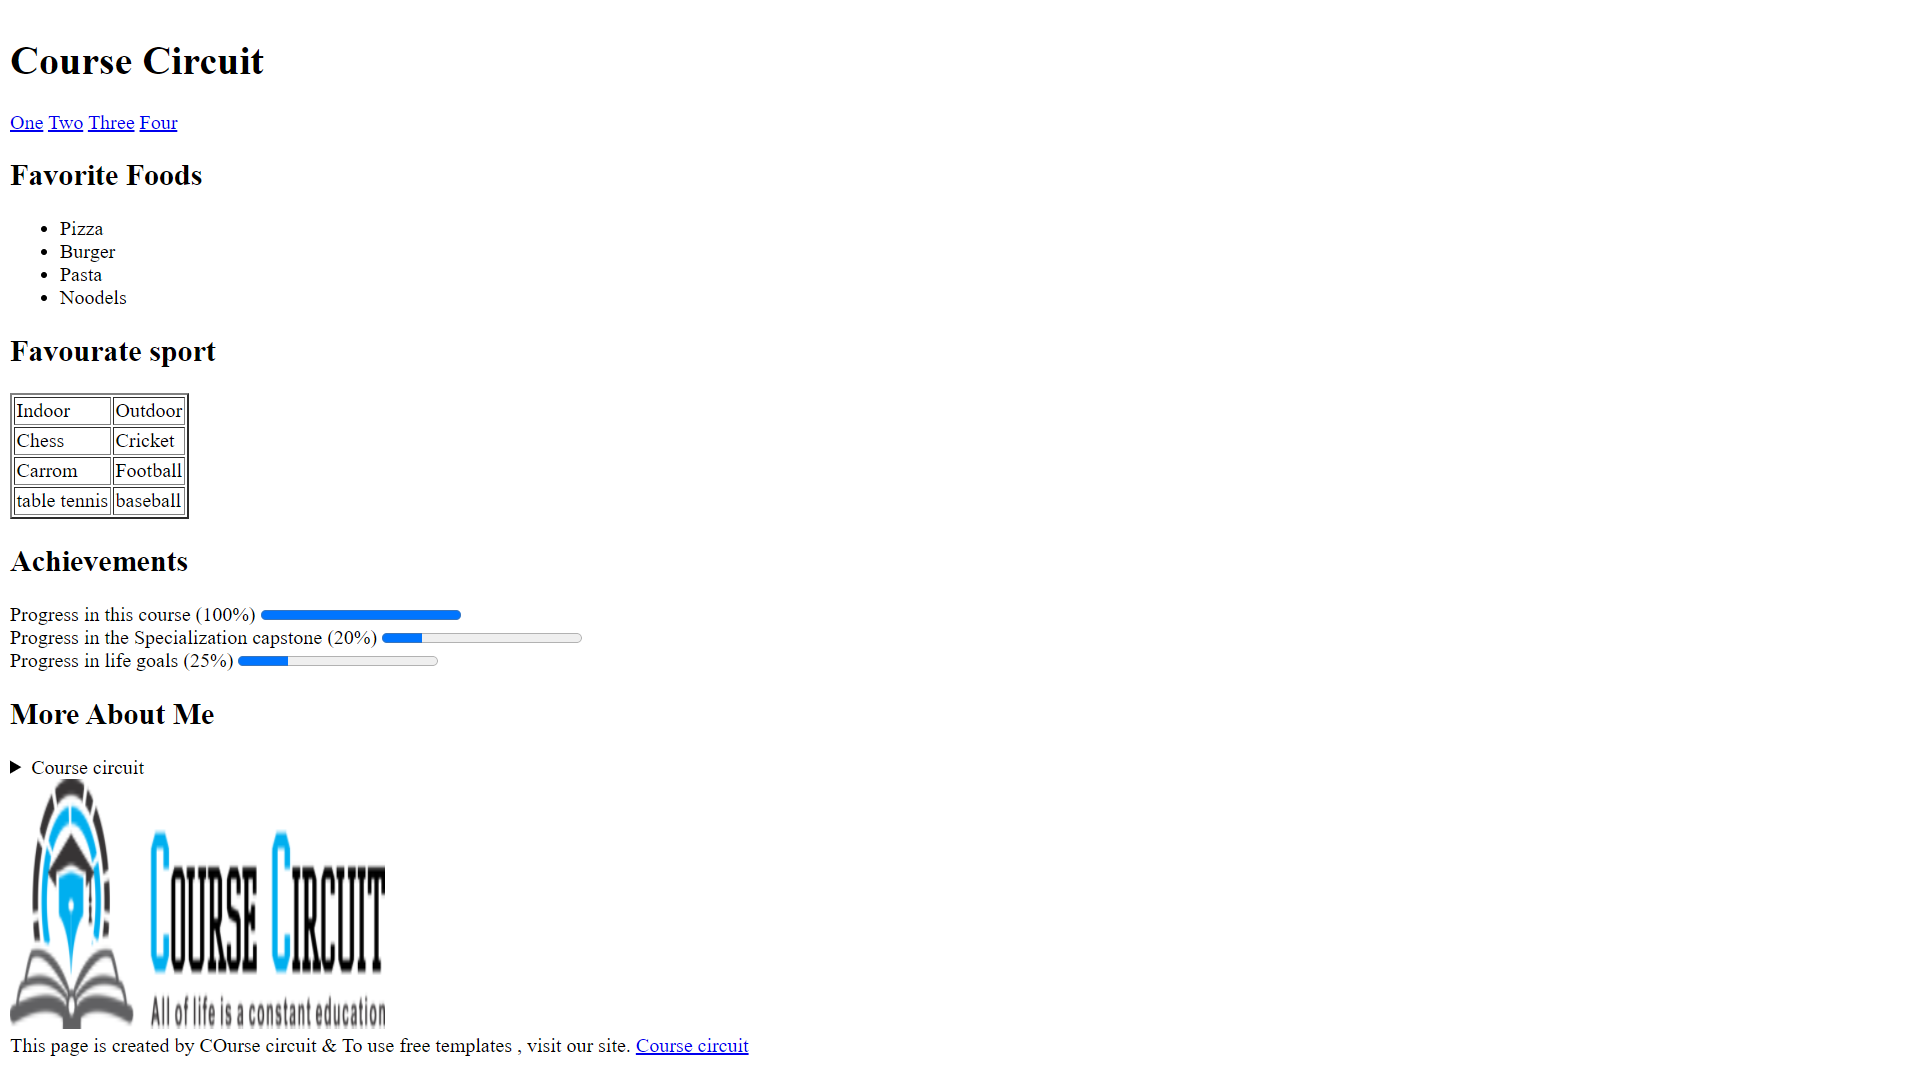 Course Circuit
One Two Three Four
Favorite Foods
Pizza
Burger
Pasta
Noodels
Favourate sport
Indoor Outdoor
Chess Cricket
Carrom Football
table tennis baseball
Achievements
Progress in this course (100%)
Progress in the Specialization capstone (20%)
Progress in life goals (25%)
More About Me
Course circuit
COURSE CIRCUIT
All of life is a constant education
This page is created by COurse circuit & To use free templates , visit our site. Course circuit